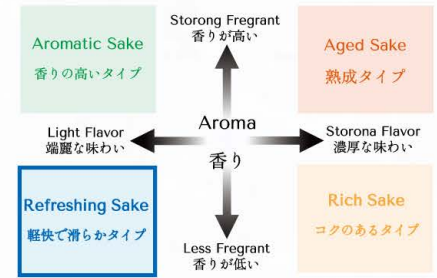 Storong Fregrant
香りが高い
Aromatic Sake
香りの高いタイプ
Aged Sake
熟成タイプ
Light Flavor
端麗な味わい
Aroma
香り
Storona Flavor
濃厚な味わい
Refreshing Sake
軽快で滑らかタイプ
Rich Sake
コクのあるタイプ
Less Fregrant
香りが低い